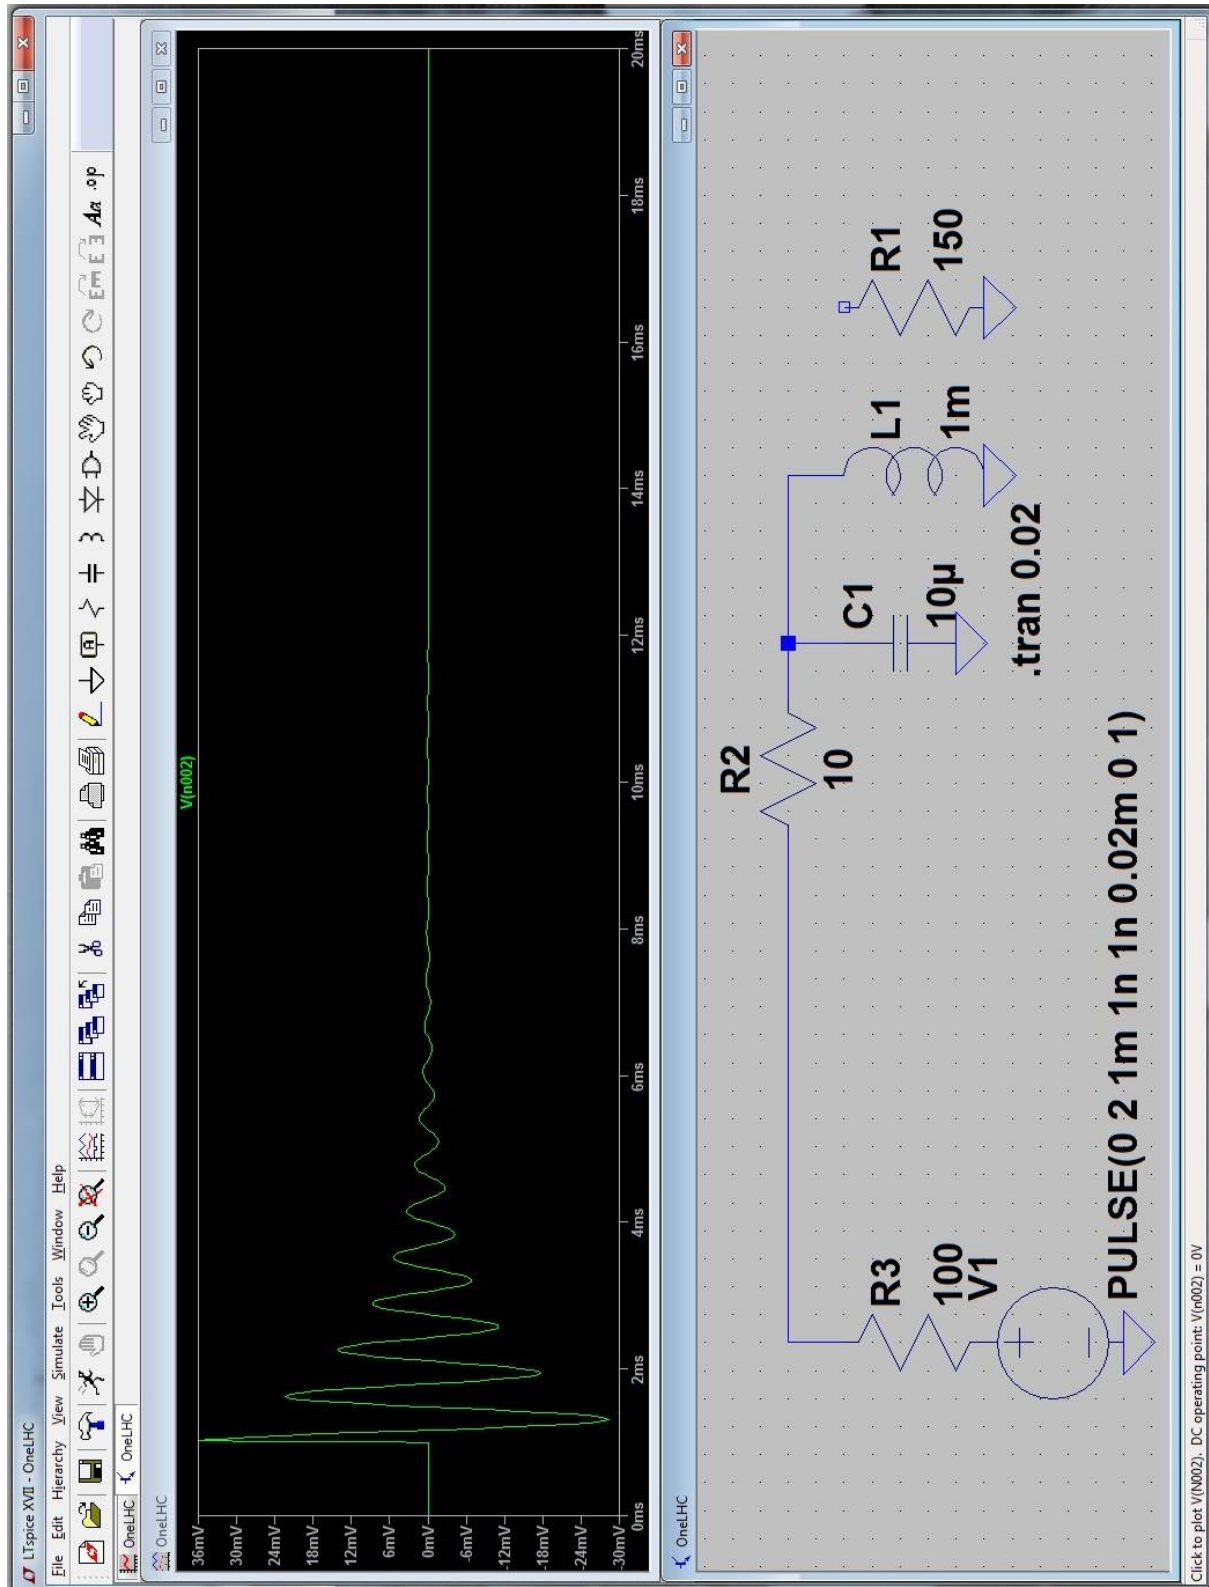 LTspice XVII - OneLHC
File Edit Hierarchy View Simulate Tools Window Help
Aa .op
OneLHC OneLHC
OneLHC
V(n002)
36mV
30mV
24mV
18mV
12mV
6mV
0mV
-6mV
-12mV
-18mV
-24mV
-30mV
0ms 2ms 4ms 6ms 8ms 10ms 12ms 14ms 16ms 18ms 20ms
OneLHC
R2
10
R3
100
V1
C1
10µ
L1
1m
R1
150
.tran 0.02
PULSE(0 2 1m 1n 1n 0.02m 0 1)
Click to plot V(N002). DC operating point: V(n002) = 0V